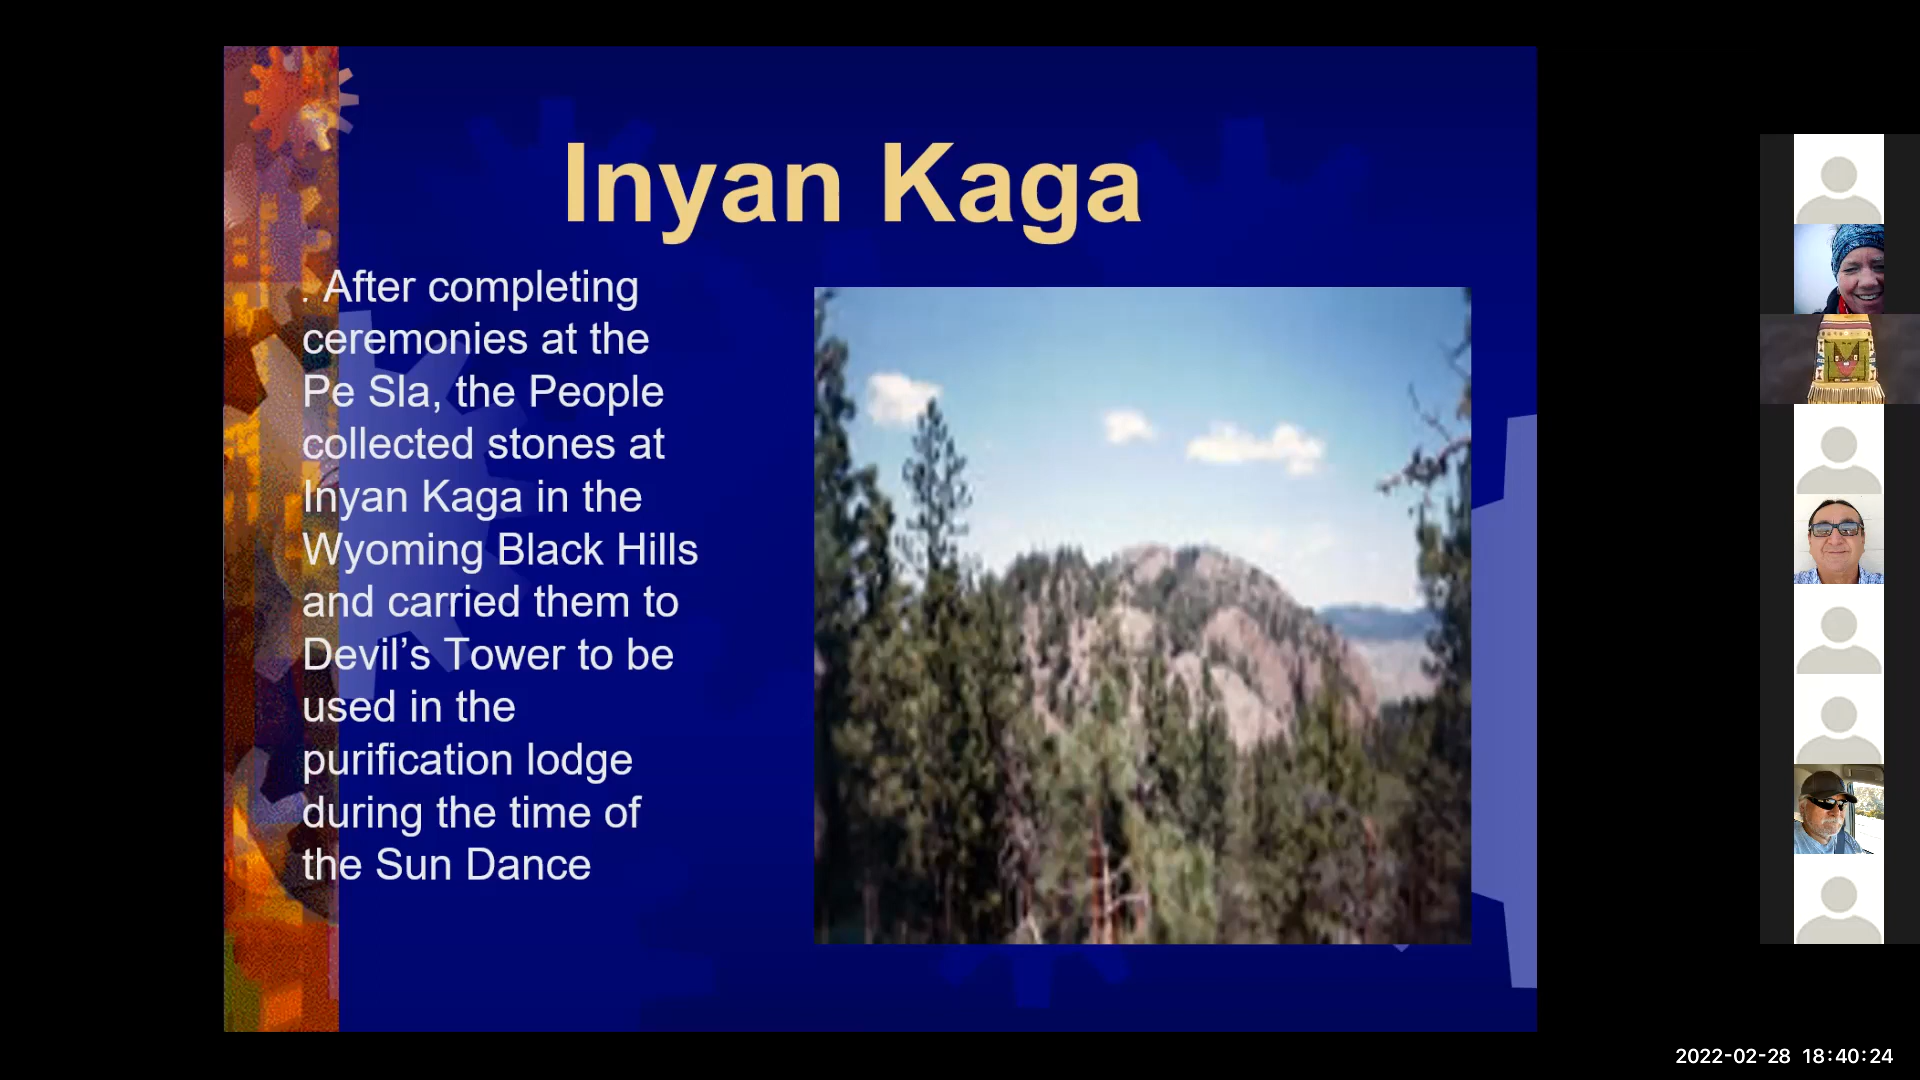 Inyan Kaga
. After completing
ceremonies at the
Pe Sla, the People
collected stones at
Inyan Kaga in the
Wyoming Black Hills
and carried them to
Devil’s Tower to be
used in the
purification lodge
during the time of
the Sun Dance
2022-02-28 18:40:24